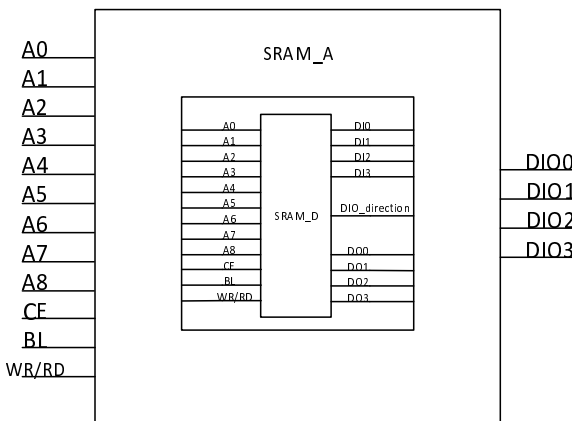 SRAM_A
A0
A1
A2
A3
A4
A5
A6
A7
A8
CE
BL
WR/RD
A0
A1
A2
A3
A4
A5
A6
A7
A8
CE
BL
WR/RD
SRAM_D
DI0
DI1
DI2
DI3
DIO_direction
DO0
DO1
DO2
DO3
DIO0
DIO1
DIO2
DIO3